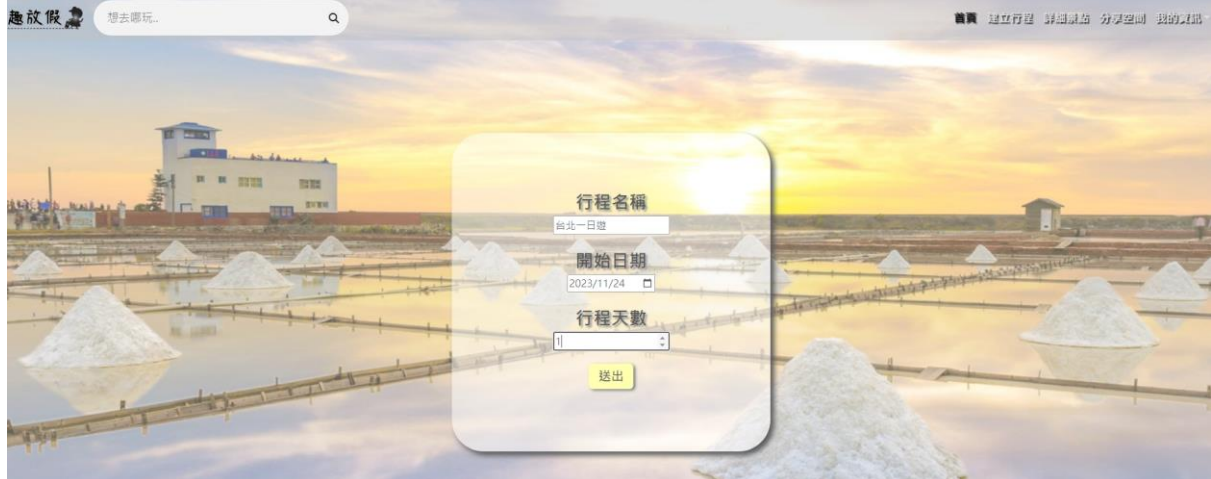 趣放假
想去哪玩..
首頁 建立行程 詳細景點 分享空間 我的資訊
行程名稱
台北一日遊
開始日期
2023/11/24
行程天數
1
送出